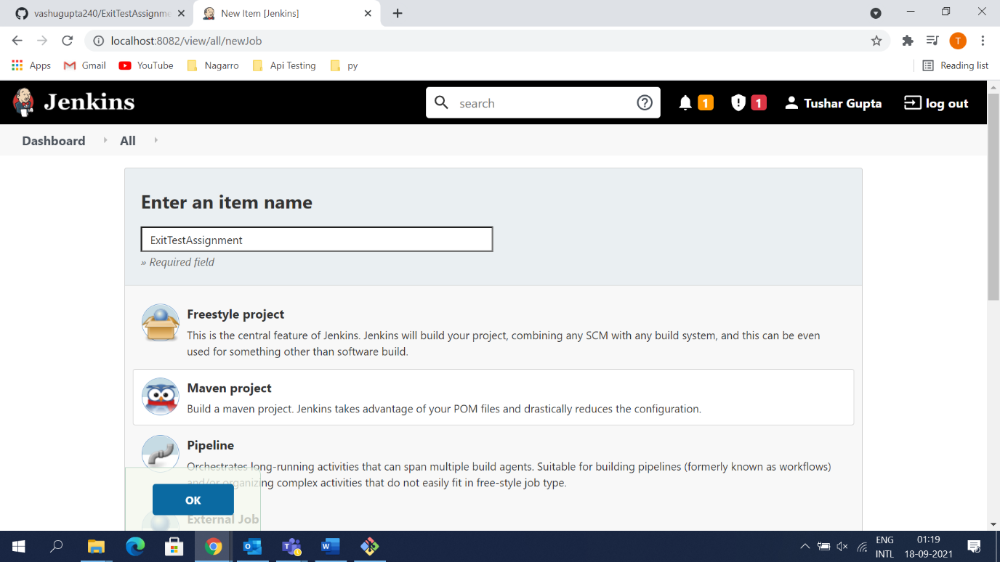 vashugupta240/ExitTestAssignme
New Item [Jenkins]
localhost:8082/view/all/newJob
T
Apps
Gmail
YouTube
Nagarro
Api Testing
py
Reading list
Jenkins
search
1
1
Tushar Gupta
log out
Dashboard
All
Enter an item name
ExitTestAssignment
» Required field
Freestyle project
This is the central feature of Jenkins. Jenkins will build your project, combining any SCM with any build system, and this can be even
used for something other than software build.
Maven project
Build a maven project. Jenkins takes advantage of your POM files and drastically reduces the configuration.
Pipeline
Orchestrates long-running activities that can span multiple build agents. Suitable for building pipelines (formerly known as workflows)
and/or organizing complex activities that do not easily fit in free-style job type.
OK
External Job
ENG
INTL
01:19
18-09-2021